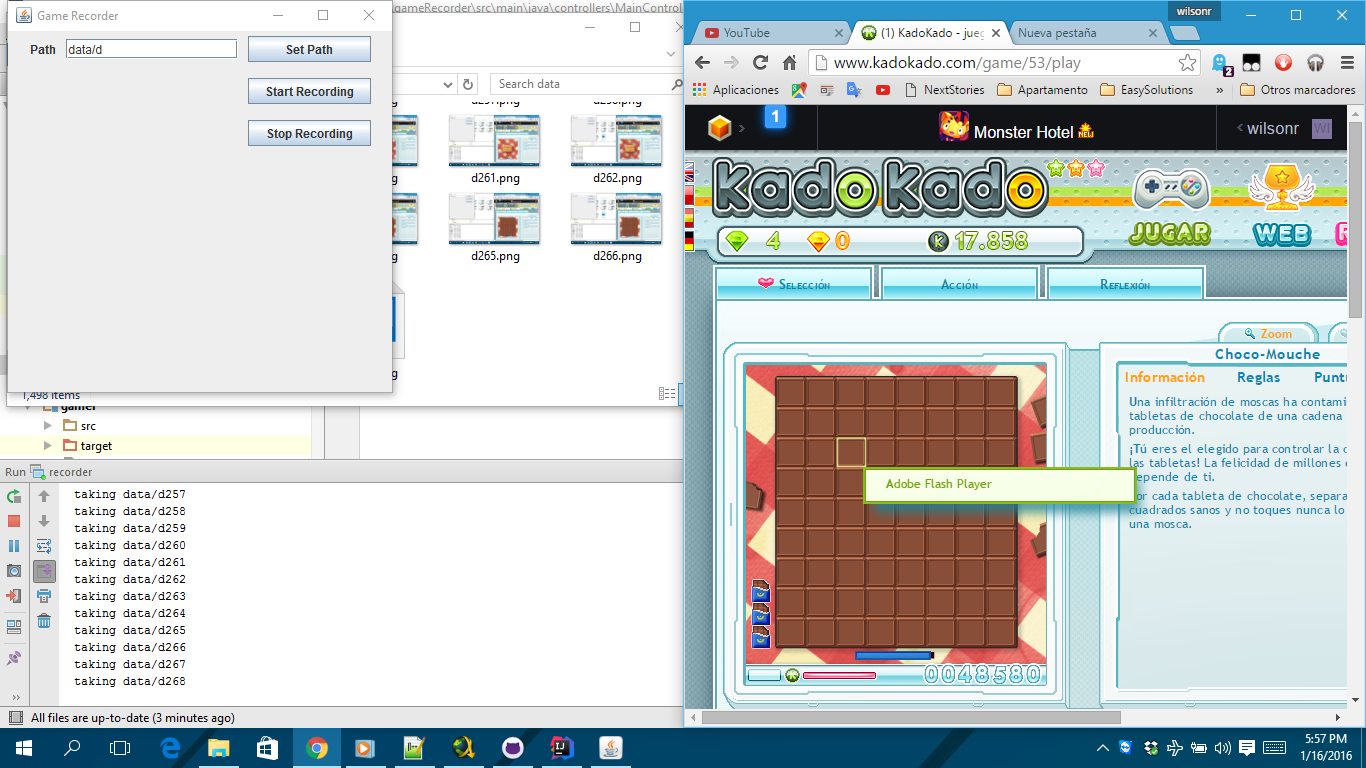 Game Recorder
Path
data/d
Set Path
Start Recording
Stop Recording
gameRecorder\src\main\java\controllers\MainControl
Search data
d261.png
d262.png
d265.png
d266.png
1,498 items
gamer
src
target
Run recorder
taking data/d257
taking data/d258
taking data/d259
taking data/d260
taking data/d261
taking data/d262
taking data/d263
taking data/d264
taking data/d265
taking data/d266
taking data/d267
taking data/d268
All files are up-to-date (3 minutes ago)
wilsonr
YouTube
(1) KadoKado - jueg
Nueva pestaña
www.kadokado.com/game/53/play
2
Aplicaciones
NextStories
Apartamento
EasySolutions
»
Otros marcadores
1
Monster Hotel NEW
wilsonr
WI
KadoKado
4
0
K 17.858
JUGAR
WEB
Selección
Acción
Reflexión
Zoom
Choco-Mouche
Información
Reglas
Puntu
Una infiltración de moscas ha contami
tabletas de chocolate de una cadena
producción.
¡Tú eres el elegido para controlar la c
las tabletas! La felicidad de millones
epende de ti.
or cada tableta de chocolate, separa
cuadrados sanos y no toques nunca lo
una mosca.
Adobe Flash Player
0048580
5:57 PM
1/16/2016